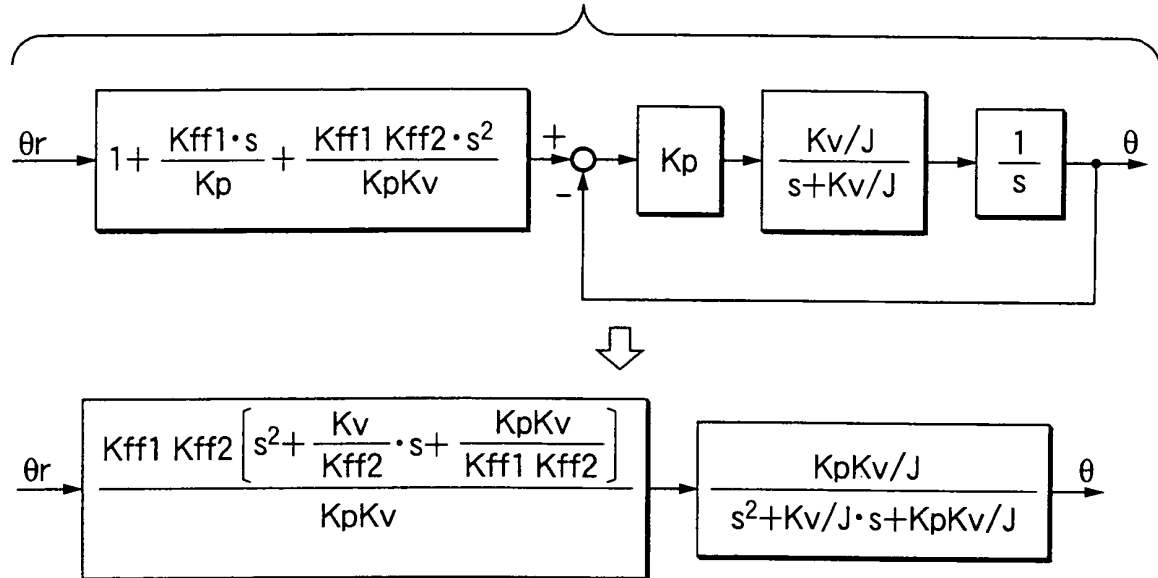 θr 1+ Kff1·s/Kp + Kff1 Kff2·s²/KpKv + - Kp Kv/J/s+Kv/J 1/s θ
θr Kff1 Kff2 [s²+ Kv/Kff2 ·s+ KpKv/Kff1 Kff2]/KpKv KpKv/J/s²+Kv/J·s+KpKv/J θ